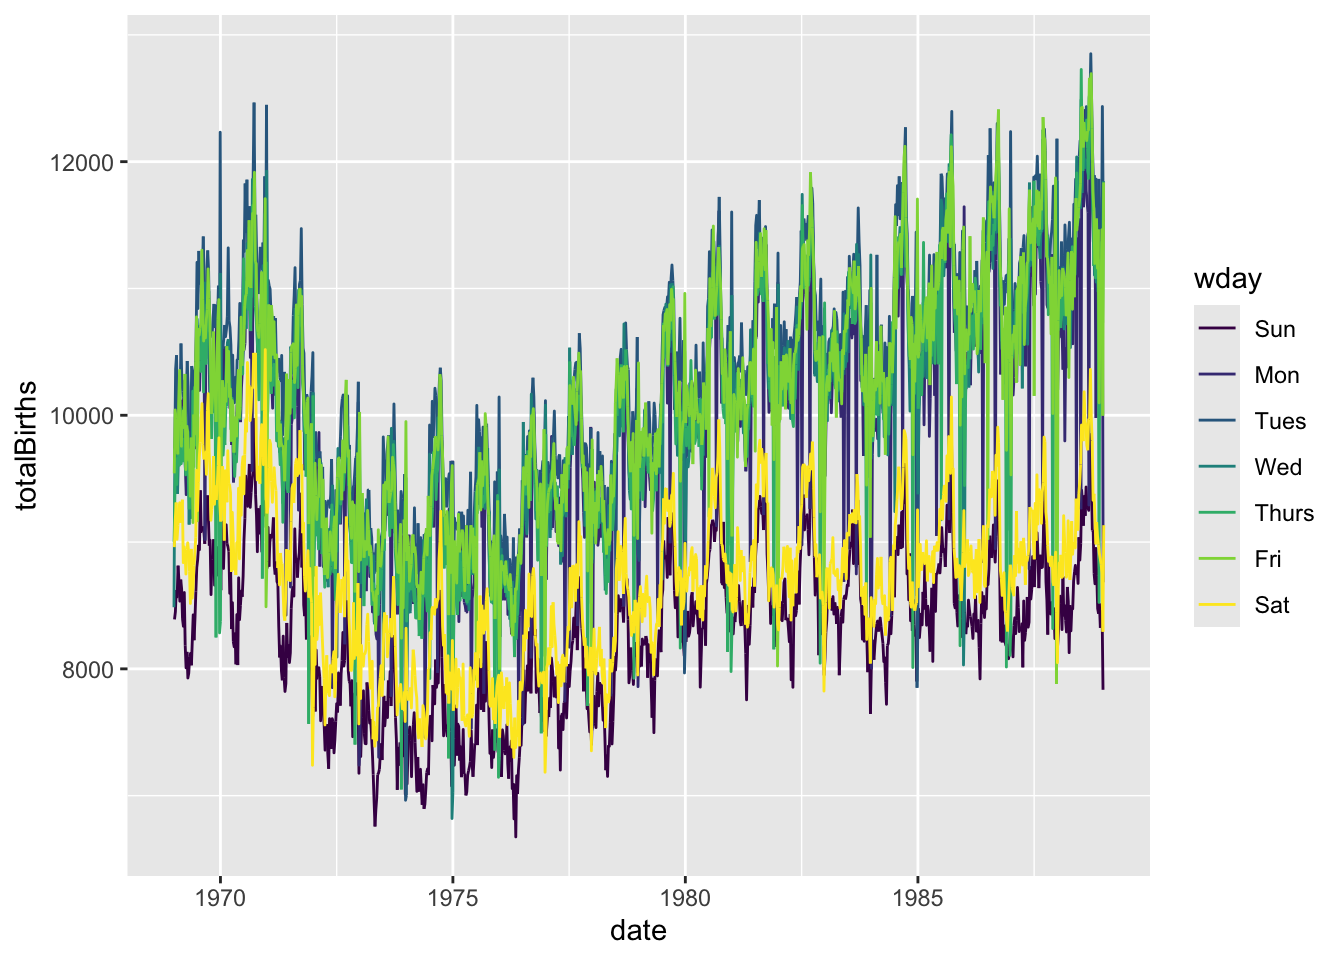 12000
10000
8000
totalBirths
1970 1975 1980 1985
date
wday
Sun
Mon
Tues
Wed
Thurs
Fri
Sat